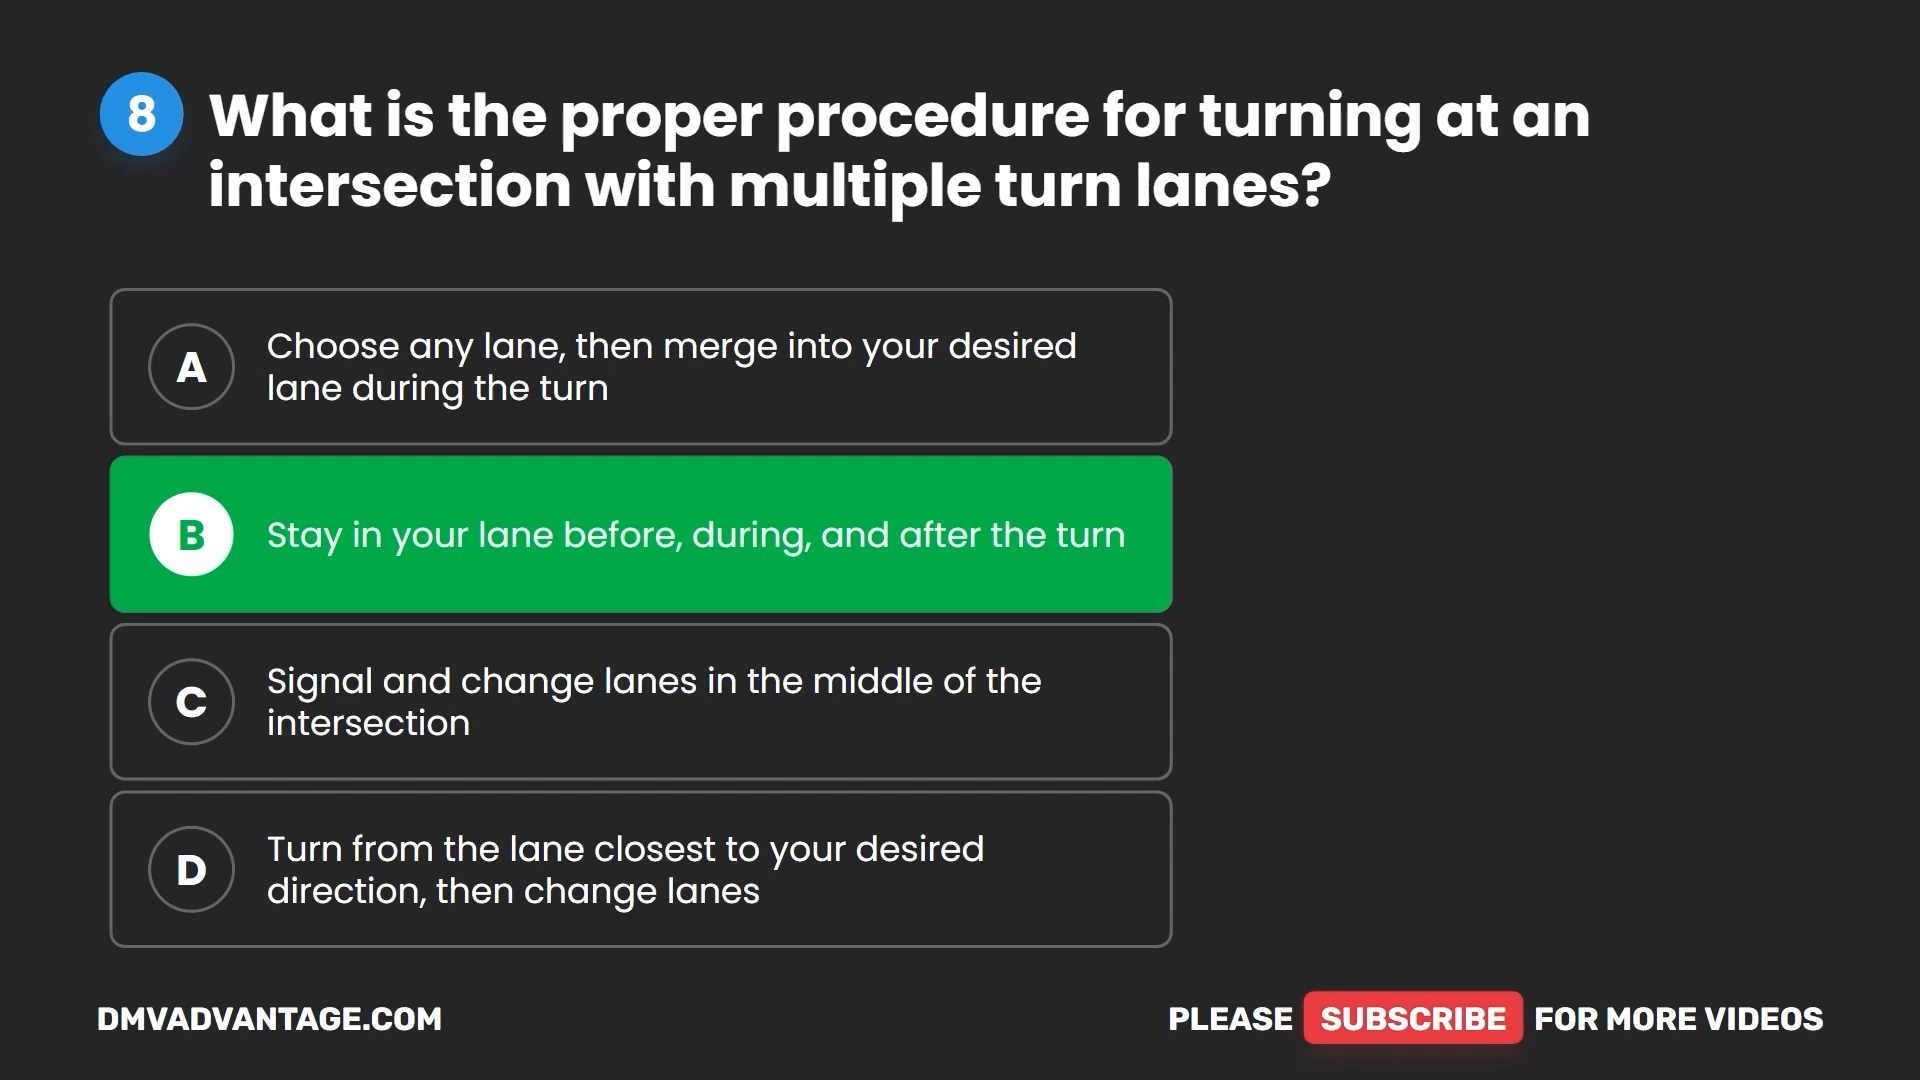 8
What is the proper procedure for turning at an
intersection with multiple turn lanes?
A
Choose any lane, then merge into your desired
lane during the turn
B
Stay in your lane before, during, and after the turn
C
Signal and change lanes in the middle of the
intersection
D
Turn from the lane closest to your desired
direction, then change lanes
DMVADVANTAGE.COM
PLEASE SUBSCRIBE FOR MORE VIDEOS